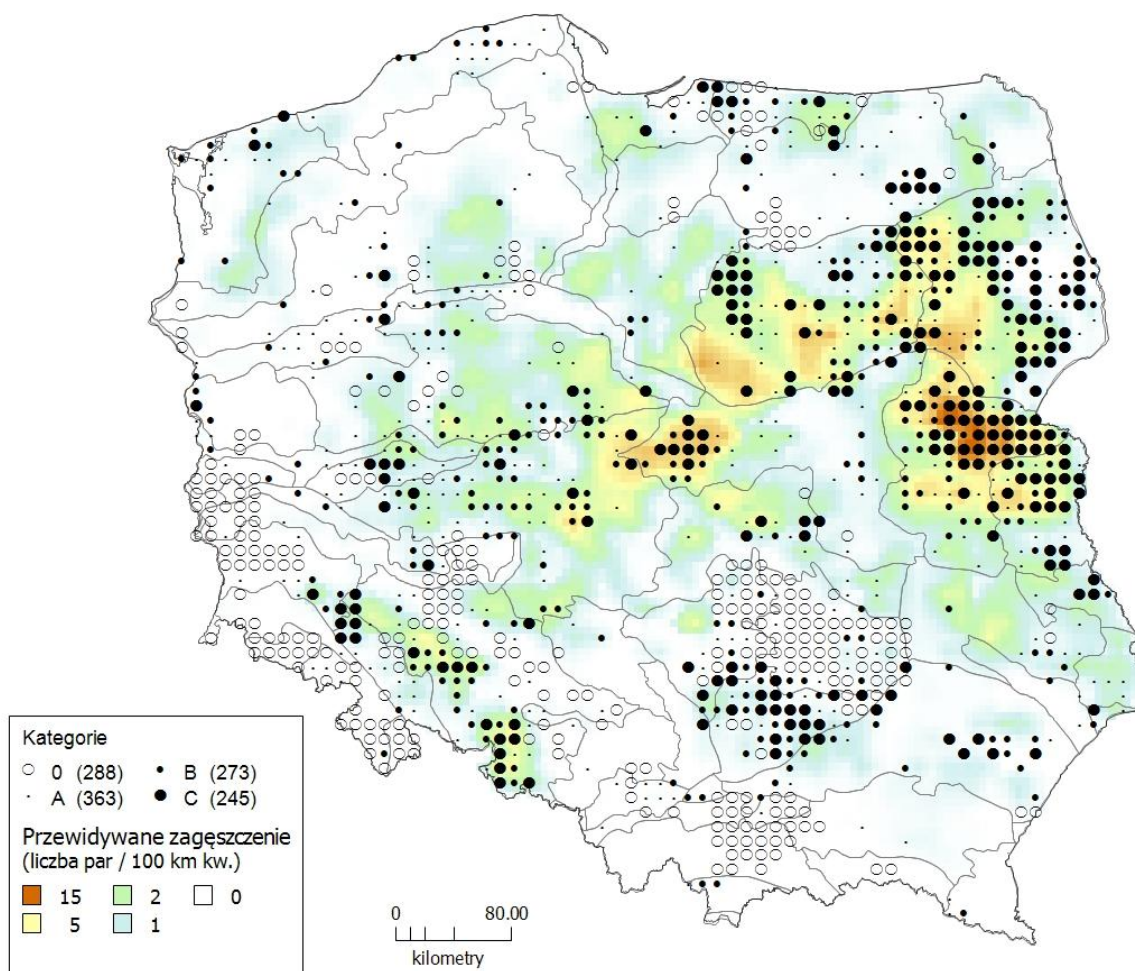 Kategorie
0 (288) B (273)
A (363) C (245)
Przewidywane zagęszczenie
(liczba par / 100 km kw.)
15 2 0
5 1
0 80.00
kilometry